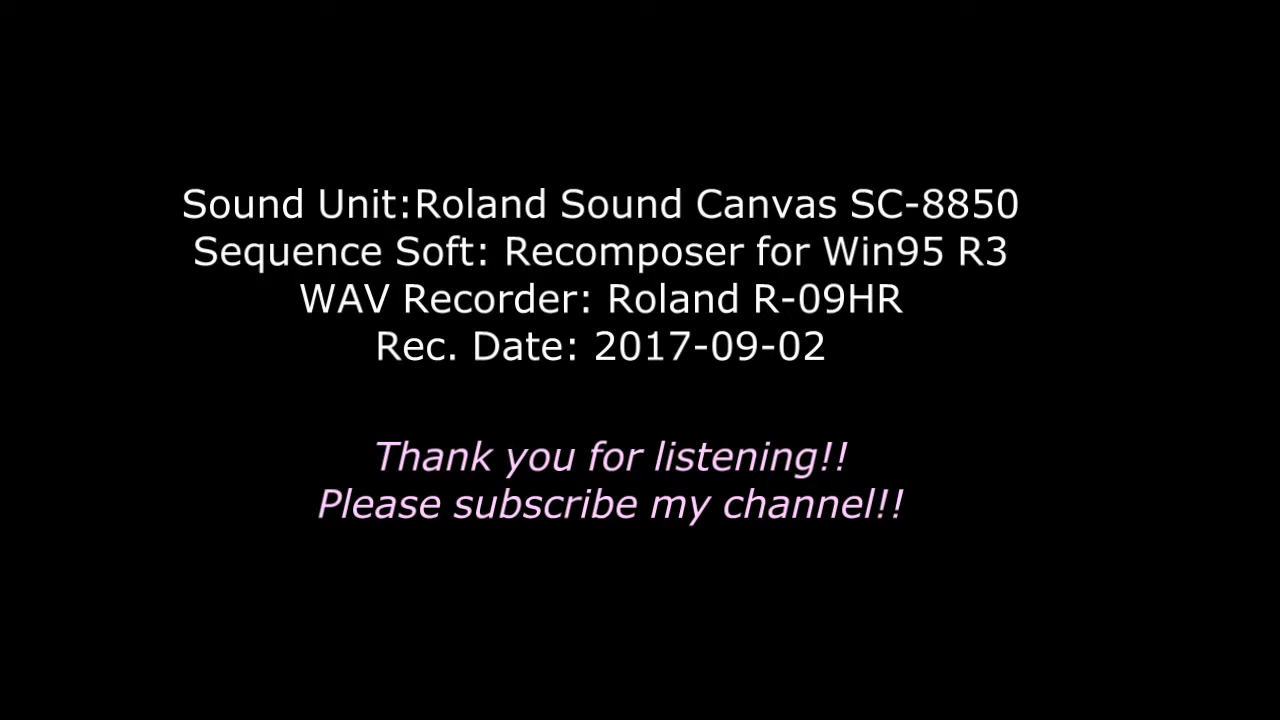 Sound Unit:Roland Sound Canvas SC-8850
Sequence Soft: Recomposer for Win95 R3
WAV Recorder: Roland R-09HR
Rec. Date: 2017-09-02
Thank you for listening!!
Please subscribe my channel!!